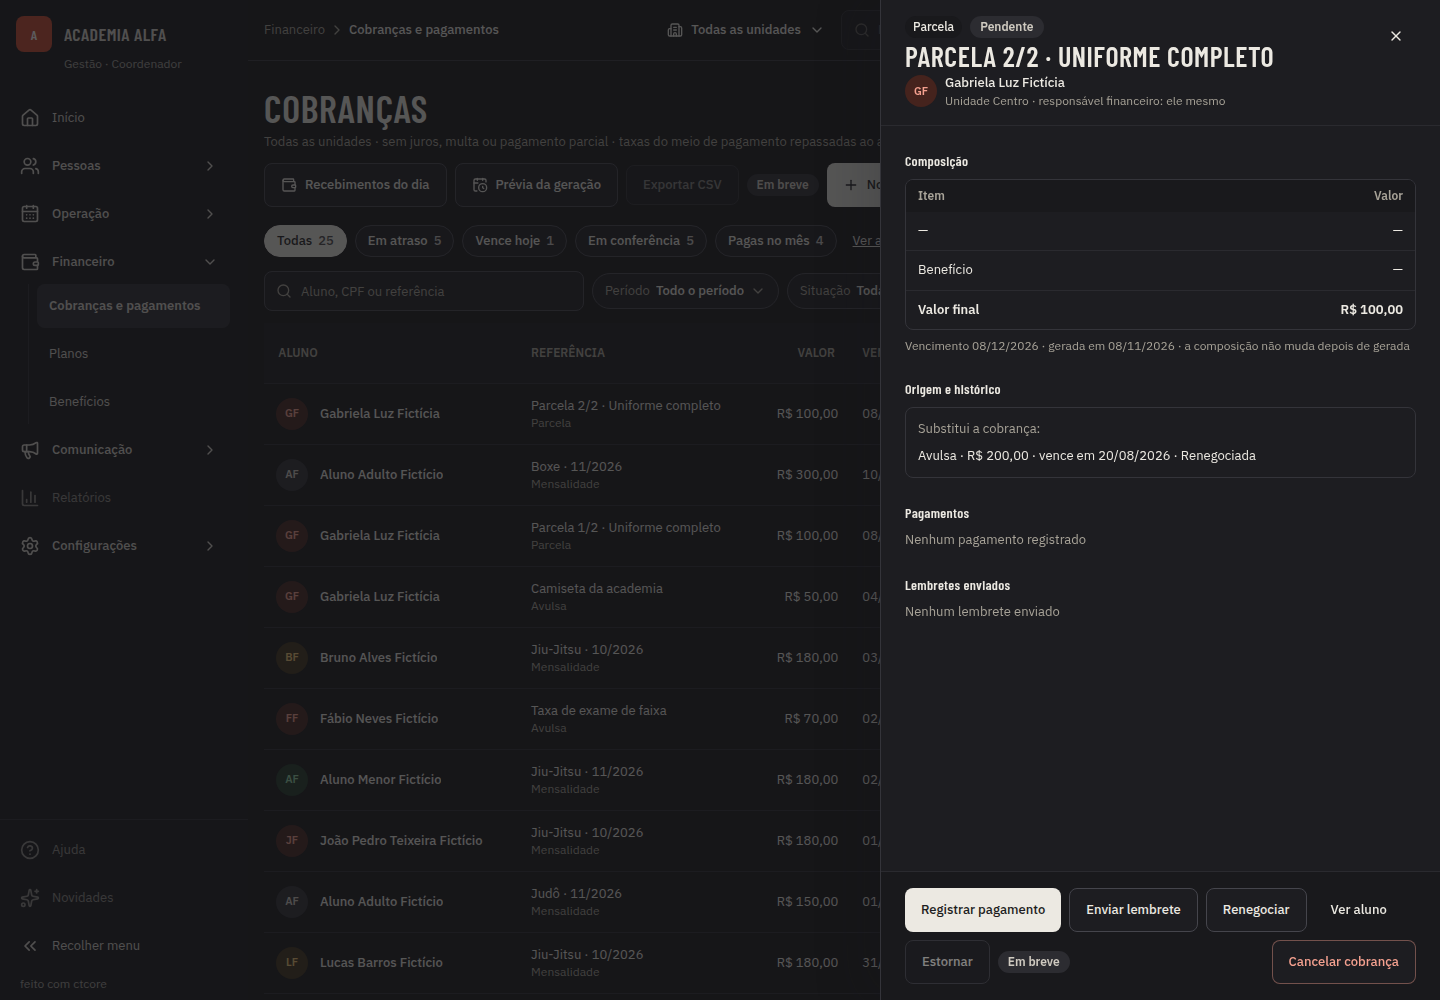 A
ACADEMIA ALFA
Gestão · Coordenador
Início
Pessoas
Operação
Financeiro
Cobranças e pagamentos
Planos
Benefícios
Comunicação
Relatórios
Configurações
Ajuda
Novidades
Recolher menu
feito com ctcore
Financeiro > Cobranças e pagamentos
Todas as unidades
COBRANÇAS
Todas as unidades · sem juros, multa ou pagamento parcial · taxas do meio de pagamento repassadas ao
Recebimentos do dia
Prévia da geração
Exportar CSV
Em breve
Todas 25
Em atraso 5
Vence hoje 1
Em conferência 5
Pagas no mês 4
Ver
Aluno, CPF ou referência
Período Todo o período
Situação
ALUNO REFERÊNCIA VALOR
GF Gabriela Luz Fictícia Parcela 2/2 · Uniforme completo R$ 100,00 08/
Parcela
AF Aluno Adulto Fictício Boxe · 11/2026 R$ 300,00 10/
Mensalidade
GF Gabriela Luz Fictícia Parcela 1/2 · Uniforme completo R$ 100,00 08/
Parcela
GF Gabriela Luz Fictícia Camiseta da academia R$ 50,00 04/
Avulsa
BF Bruno Alves Fictício Jiu-Jitsu · 10/2026 R$ 180,00 03/
Mensalidade
FF Fábio Neves Fictício Taxa de exame de faixa R$ 70,00 02/
Avulsa
AF Aluno Menor Fictício Jiu-Jitsu · 11/2026 R$ 180,00 02/
Mensalidade
JF João Pedro Teixeira Fictício Jiu-Jitsu · 10/2026 R$ 180,00 01/
Mensalidade
AF Aluno Adulto Fictício Judô · 11/2026 R$ 150,00 01/
Mensalidade
LF Lucas Barros Fictício Jiu-Jitsu · 10/2026 R$ 180,00 31/
Mensalidade
Parcela Pendente
PARCELA 2/2 · UNIFORME COMPLETO
GF Gabriela Luz Fictícia
Unidade Centro · responsável financeiro: ele mesmo
Composição
Item Valor
— —
Benefício —
Valor final R$ 100,00
Vencimento 08/12/2026 · gerada em 08/11/2026 · a composição não muda depois de gerada
Origem e histórico
Substitui a cobrança:
Avulsa · R$ 200,00 · vence em 20/08/2026 · Renegociada
Pagamentos
Nenhum pagamento registrado
Lembretes enviados
Nenhum lembrete enviado
Registrar pagamento
Enviar lembrete
Renegociar
Ver aluno
Estornar
Em breve
Cancelar cobrança